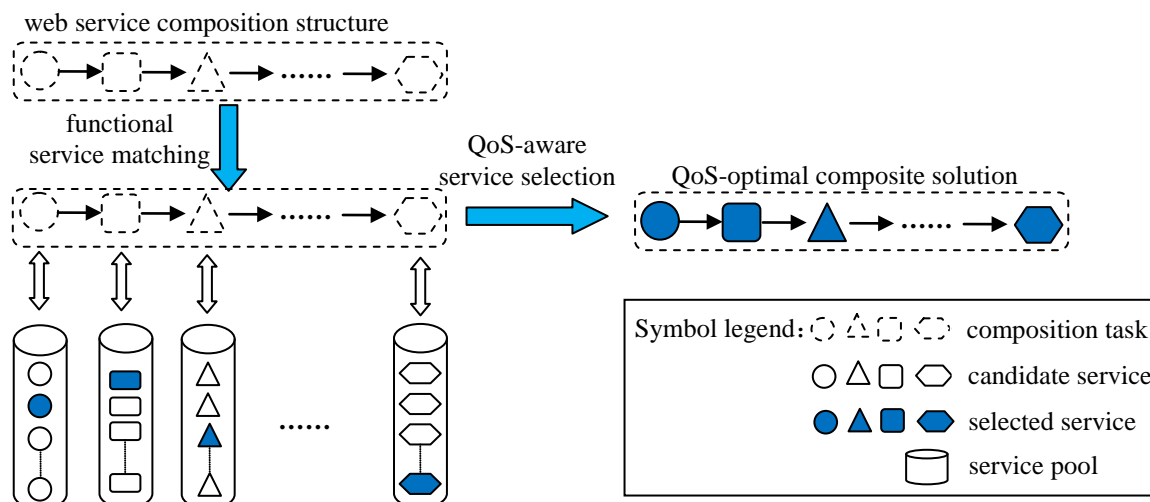 web service composition structure
......
functional
service matching
QoS-aware
service selection
QoS-optimal composite solution
......
......
Symbol legend：
composition task
candidate service
selected service
service pool
......